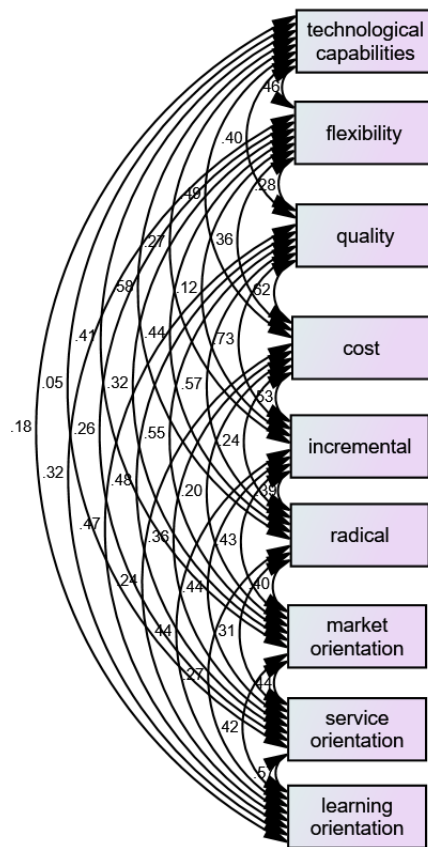 technological
capabilities
.46
flexibility
.40
.28
.49
quality
.36
.27
.58
.12
.62
.41
.44
.73
cost
.05
.32
.57
.53
.18
.26
.55
.24
incremental
.32
.48
.20
.39
.47
.36
.43
radical
.24
.44
.40
.44
.31
market
orientation
.27
.44
.42
service
orientation
learning
orientation